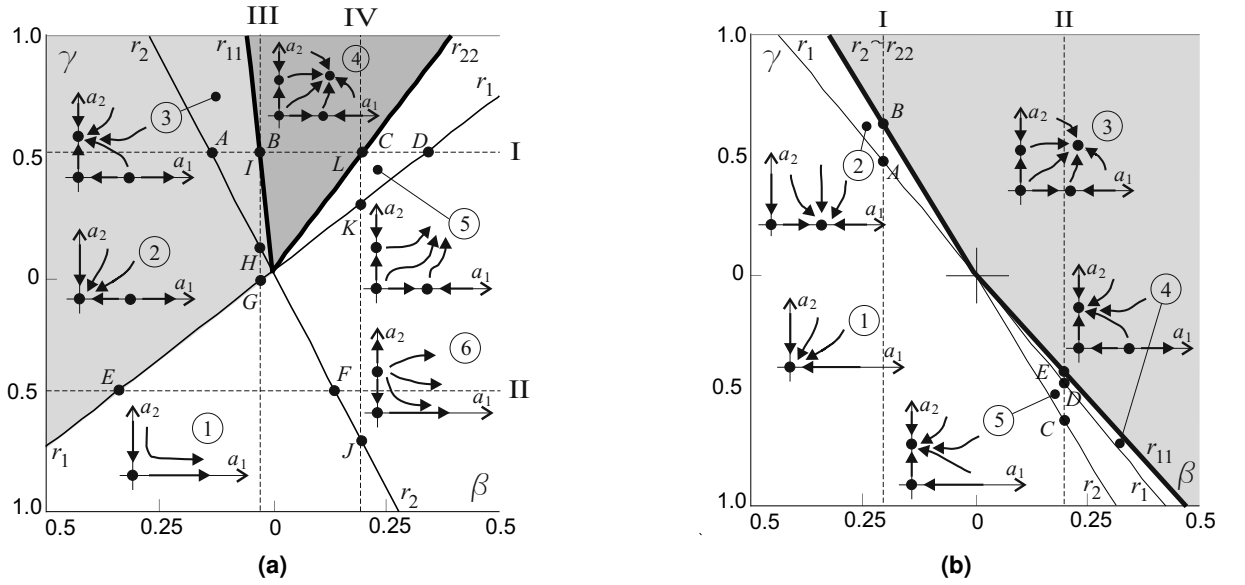 III IV
r2 r11 r22
γ a2 4
r1
a1
a2 3
A B C D I
0.5 I L
a1
5
K
a2 2 H a2
0 G
a1 a1
a2 6
E F
0.5 II
a2 1
J
r1 a1 a1
β
1.0 r2
0.5 0.25 0 0.25 0.5
(a)
I II
1.0
γ r1 r2~r22
B
a2 3
2
0.5 A
a2 a1
a1
0
a2 4
a2 1
a1 E a1
0.5 D
a2 5 C
r11
a1 r2 r1 β
1.0
0.5 0.25 0 0.25 0.5
(b)